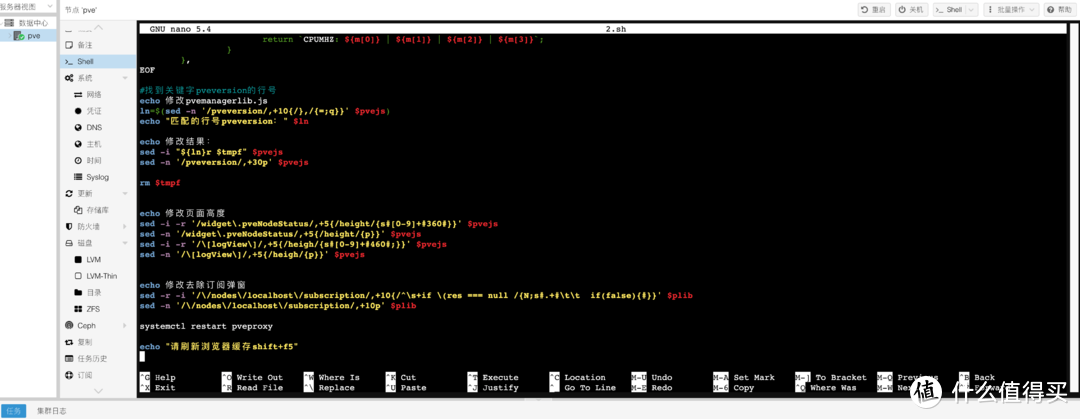 服务器视图
数据中心
pve
节点 'pve'
重启
关机
Shell
批量操作
帮助
备注
Shell
系统
网络
凭证
DNS
主机
时间
Syslog
更新
存储库
防火墙
磁盘
LVM
LVM-Thin
目录
ZFS
Ceph
复制
任务历史
订阅
GNU nano 5.4 2.sh
return `CPUMHZ: ${m[0]} | ${m[1]} | ${m[2]} | ${m[3]}`;
}
},
EOF
#找到关键字pveversion的行号
echo 修改pvemanagerlib.js
ln=$(sed -n '/pveversion/,+10{/},/{=;q}}' $pvejs)
echo "匹配的行号pveversion：" $ln
echo 修改结果：
sed -i "${ln}r $tmpf" $pvejs
sed -n '/pveversion/,+30p' $pvejs
rm $tmpf
echo 修改页面高度
sed -i -r '/widget\.pveNodeStatus/,+5{/height/{s#[0-9]+#360#}}' $pvejs
sed -n '/widget\.pveNodeStatus/,+5{/height/{p}}' $pvejs
sed -i -r '/\[logView\]/,+5{/heigh/{s#[0-9]+#460#;}}' $pvejs
sed -n '/\[logView\]/,+5{/heigh/{p}}' $pvejs
echo 修改去除订阅弹窗
sed -r -i '/\/nodes\/localhost\/subscription/,+10{/^\s+if \(res === null /{N;s#.+#\t\t  if(false){#}}' $plib
sed -n '/\/nodes\/localhost\/subscription/,+10p' $plib
systemctl restart pveproxy
echo "请刷新浏览器缓存shift+f5"
^G Help ^O Write Out ^W Where Is ^K Cut ^T Execute ^C Location M-U Undo M-A Set Mark M-] To Bracket M-Q Previous ^B Back
^X Exit ^R Read File ^\ Replace ^U Paste ^J Justify ^_ Go To Line M-E Redo M-6 Copy ^Q Where Was M-W
任务
集群日志
值 什么值得买